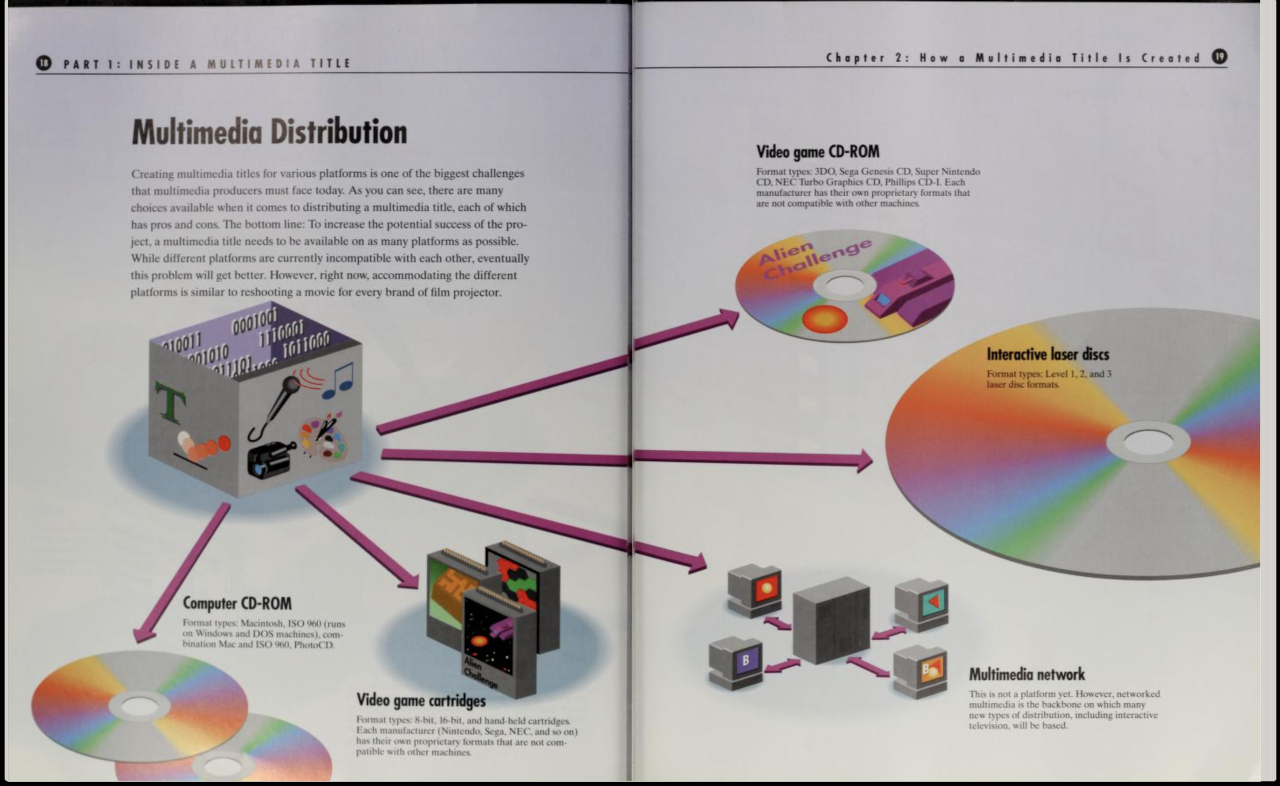 18 PART 1: INSIDE A MULTIMEDIA TITLE
Multimedia Distribution
Creating multimedia titles for various platforms is one of the biggest challenges
that multimedia producers must face today. As you can see, there are many
choices available when it comes to distributing a multimedia title, each of which
has pros and cons. The bottom line: To increase the potential success of the pro-
ject, a multimedia title needs to be available on as many platforms as possible.
While different platforms are currently incompatible with each other, eventually
this problem will get better. However, right now, accommodating the different
platforms is similar to reshooting a movie for every brand of film projector.
010011
0001001
001010
1110001
1011000
T
Computer CD-ROM
Format types: Macintosh, ISO 960 (runs
on Windows and DOS machines), com-
bination Mac and ISO 960, PhotoCD.
Alien
Challenge
Video game cartridges
Format types: 8-bit, 16-bit, and hand-held cartridges.
Each manufacturer (Nintendo, Sega, NEC, and so on)
has their own proprietary formats that are not com-
patible with other machines.
Chapter 2: How a Multimedia Title Is Created 19
Video game CD-ROM
Format types: 3DO, Sega Genesis CD, Super Nintendo
CD, NEC Turbo Graphics CD, Phillips CD-I. Each
manufacturer has their own proprietary formats that
are not compatible with other machines.
Alien
Challenge
Interactive laser discs
Format types: Level 1, 2, and 3
laser disc formats.
B
B
Multimedia network
This is not a platform yet. However, networked
multimedia is the backbone on which many
new types of distribution, including interactive
television, will be based.